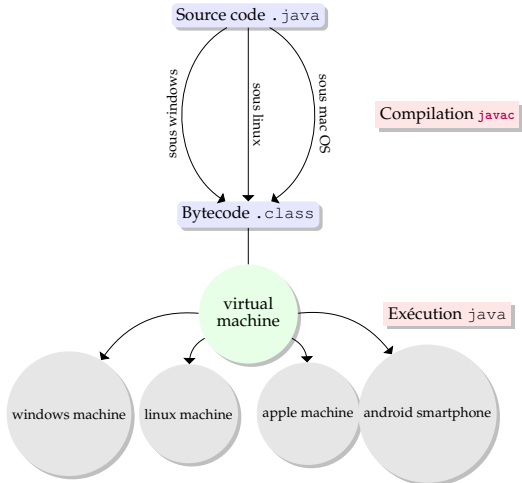 Source code .java
sous windows
sous linux
sous mac OS
Compilation javac
Bytecode .class
virtual
machine
Exécution java
windows machine
linux machine
apple machine
android smartphone